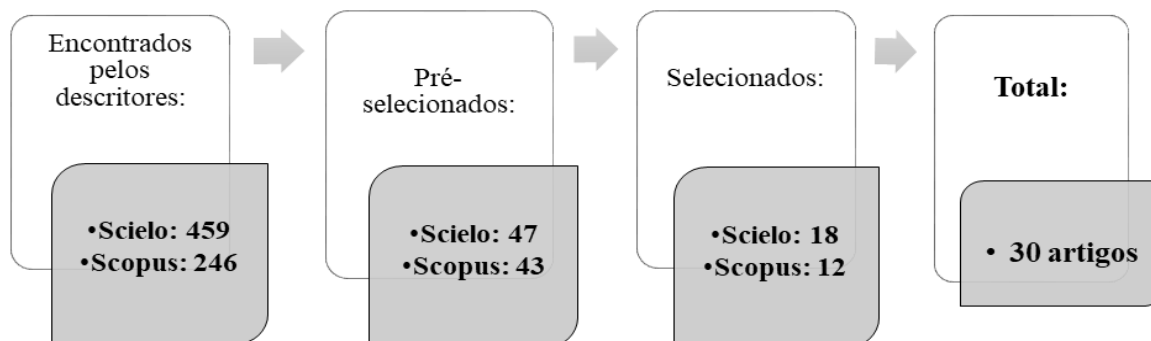 Encontrados
pelos
descritores:
•Scielo: 459
•Scopus: 246
Pré-
selecionados:
•Scielo: 47
•Scopus: 43
Selecionados:
•Scielo: 18
•Scopus: 12
Total:
• 30 artigos